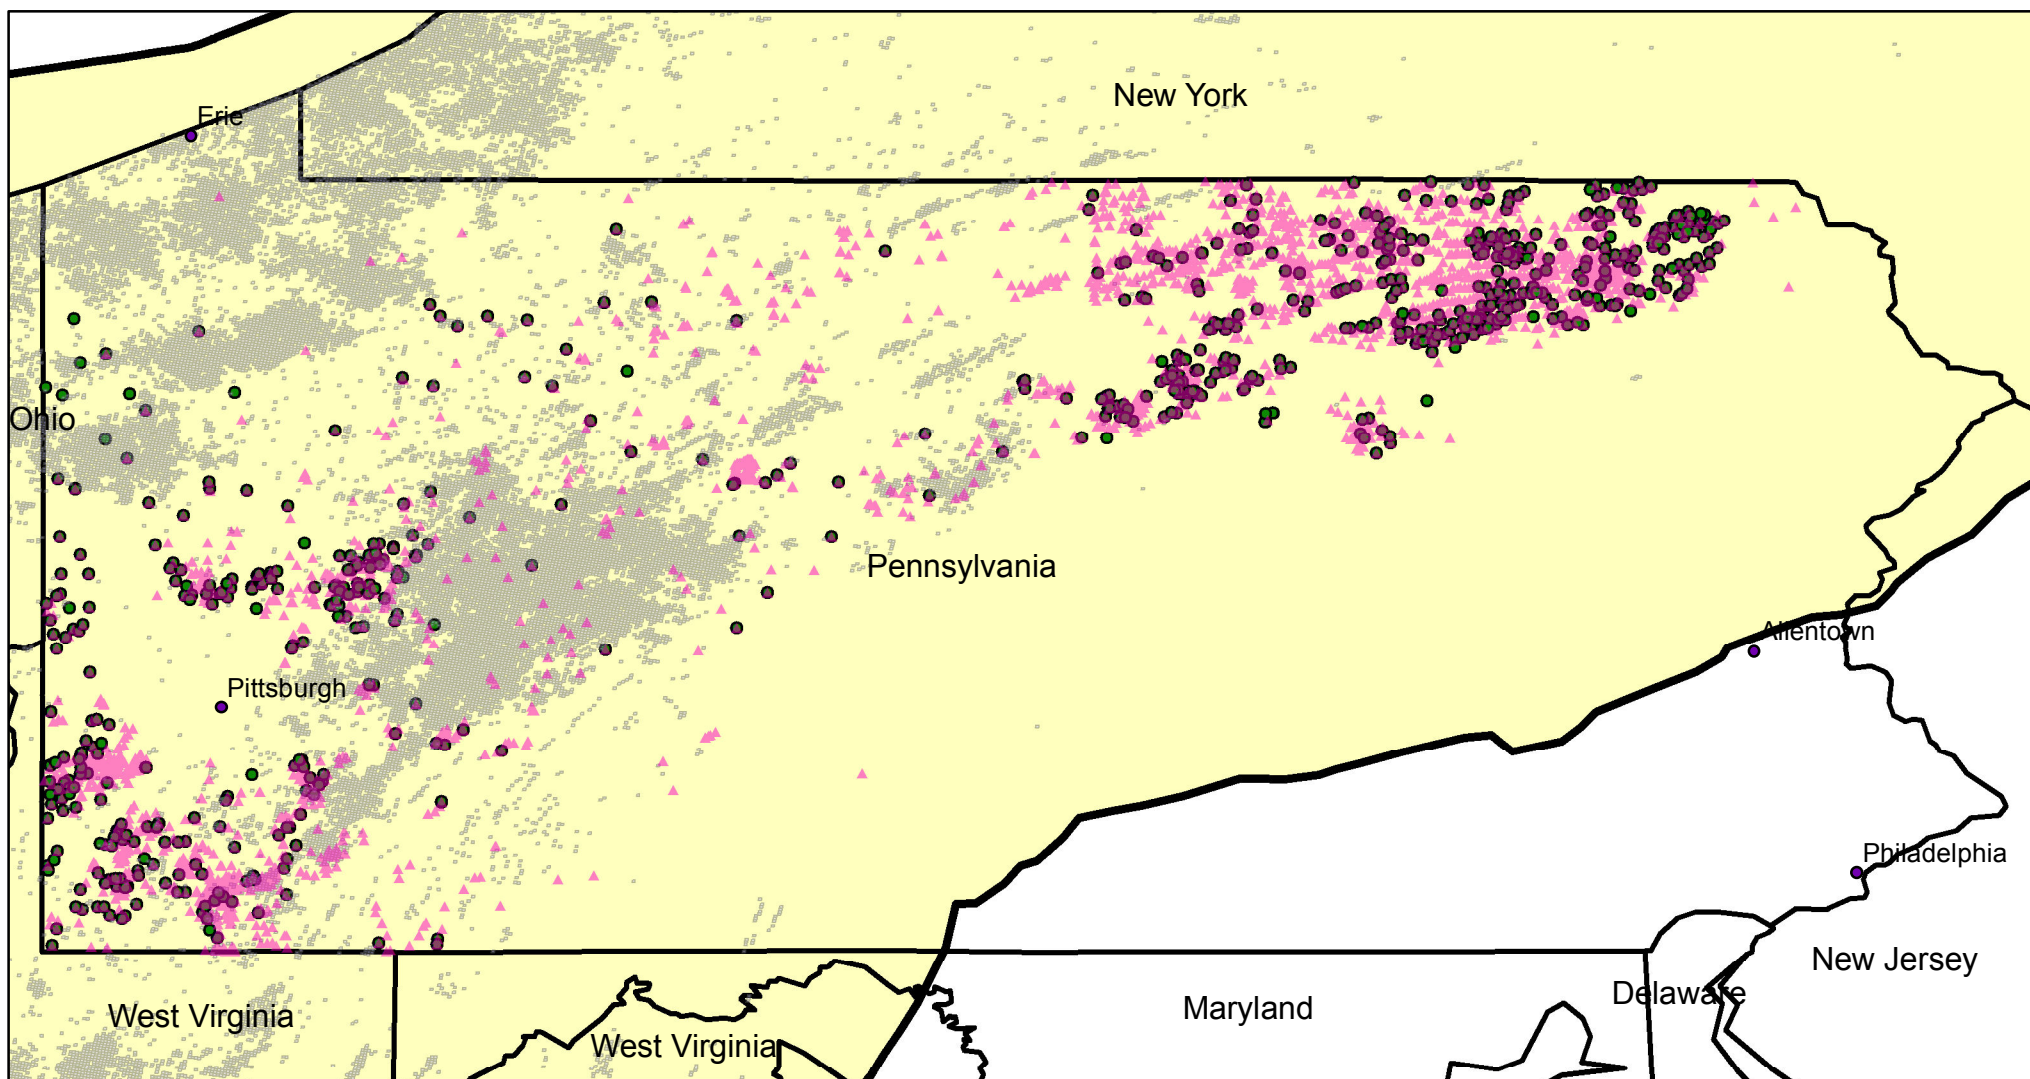 New York
Erie
Ohio
Pennsylvania
Allentown
Pittsburgh
Philadelphia
New Jersey
Delaware
Maryland
West Virginia
West Virginia